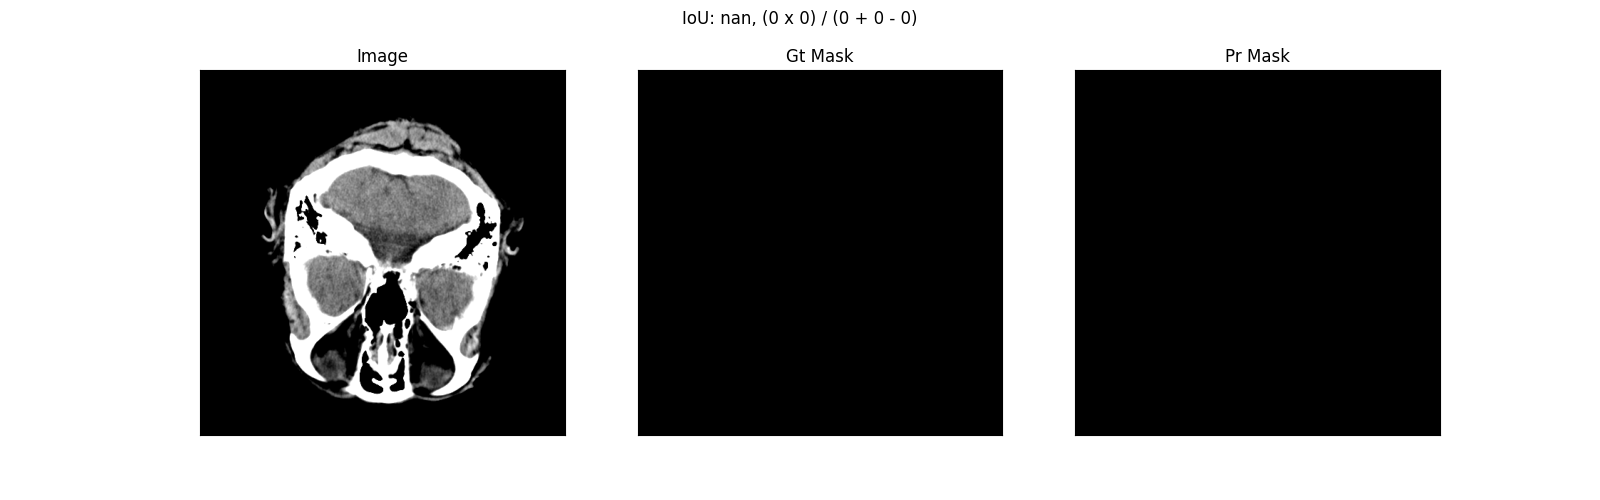 IoU: nan, (0 x 0) / (0 + 0 - 0)
Image
Gt Mask
Pr Mask